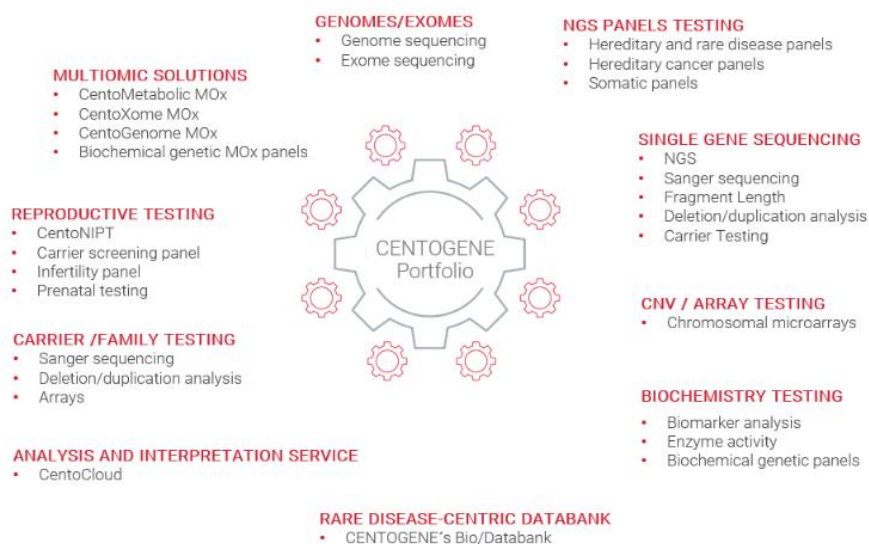 GENOMES/EXOMES
• Genome sequencing
• Exome sequencing
NGS PANELS TESTING
• Hereditary and rare disease panels
• Hereditary cancer panels
• Somatic panels
MULTIOMIC SOLUTIONS
• CentoMetabolic MOx
• CentoXome MOx
• CentoGenome MOx
• Biochemical genetic MOx panels
SINGLE GENE SEQUENCING
• NGS
• Sanger sequencing
• Fragment Length
• Deletion/duplication analysis
• Carrier Testing
REPRODUCTIVE TESTING
• CentoNIPT
• Carrier screening panel
• Infertility panel
• Prenatal testing
CENTOGENE
Portfolio
CNV / ARRAY TESTING
• Chromosomal microarrays
CARRIER /FAMILY TESTING
• Sanger sequencing
• Deletion/duplication analysis
• Arrays
BIOCHEMISTRY TESTING
• Biomarker analysis
• Enzyme activity
• Biochemical genetic panels
ANALYSIS AND INTERPRETATION SERVICE
• CentoCloud
RARE DISEASE-CENTRIC DATABANK
• CENTOGENE´s Bio/Databank